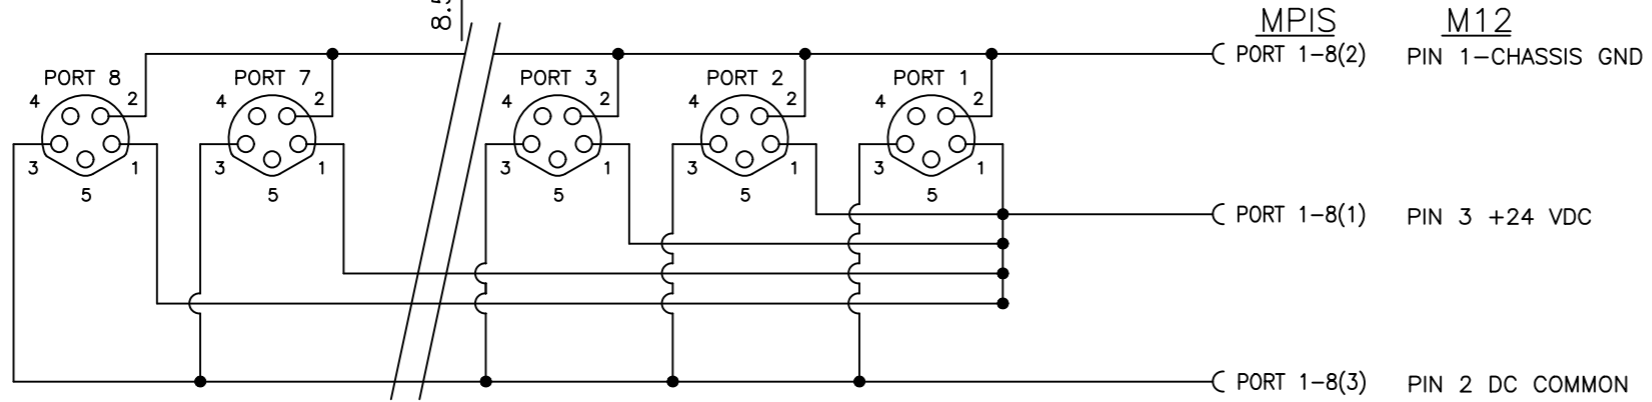 8.5
MPIS M12
PORT 1-8(2) PIN 1-CHASSIS GND
PORT 8 PORT 7 PORT 3 PORT 2 PORT 1
4 2 4 2 4 2 4 2 4 2
3 1 3 1 3 1 3 1 3 1
5 5 5 5 5
PORT 1-8(1) PIN 3 +24 VDC
PORT 1-8(3) PIN 2 DC COMMON